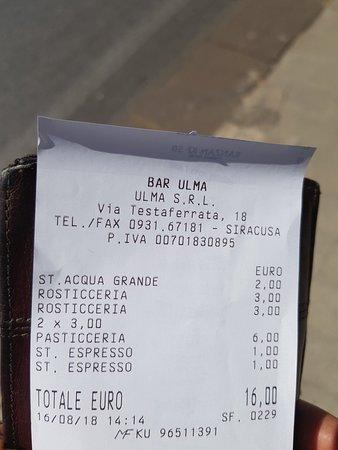 BAR ULMA
ULMA S.R.L.
Via Testaferrata, 18
TEL./FAX 0931.67181 - SIRACUSA
P.IVA 00701830895
EURO
ST.ACQUA GRANDE 2,00
ROSTICCERIA 3,00
ROSTICCERIA 3,00
2 x 3,00
PASTICCERIA 6,00
ST. ESPRESSO 1,00
ST. ESPRESSO 1,00
TOTALE EURO 16,00
16/08/18 14:14 SF. 0229
MF KU 96511391